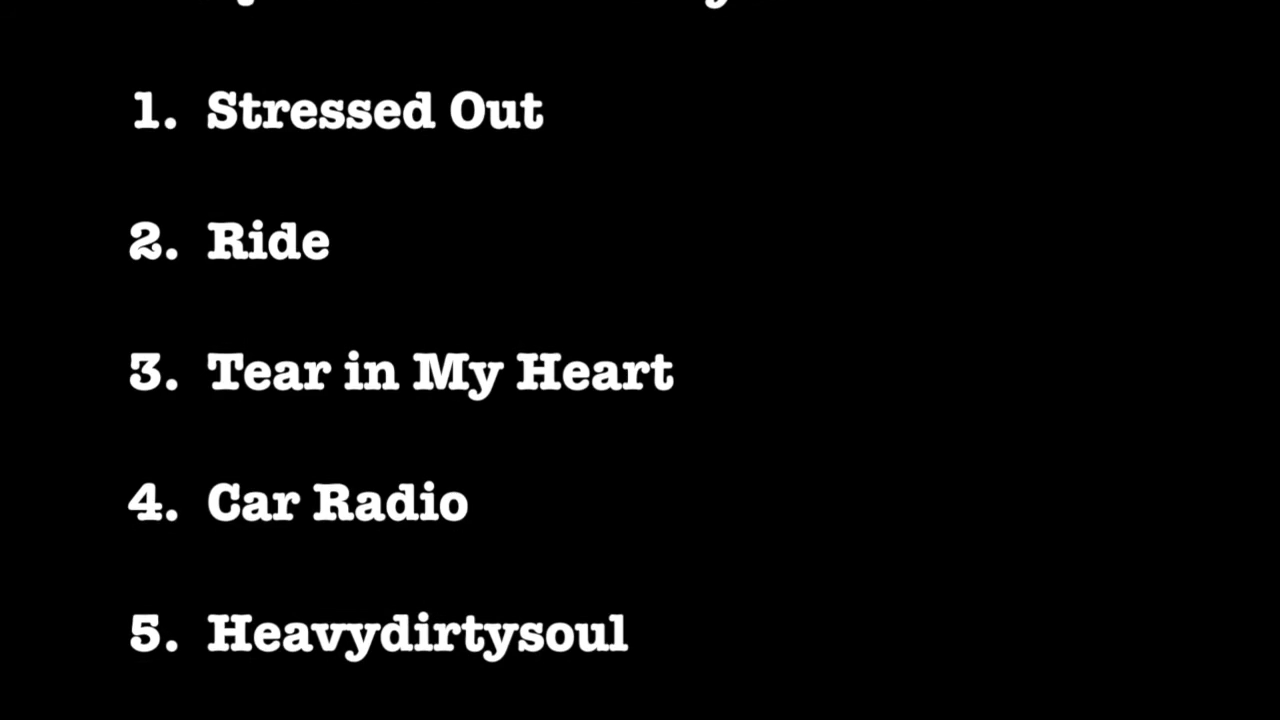 1. Stressed Out
2. Ride
3. Tear in My Heart
4. Car Radio
5. Heavydirtysoul